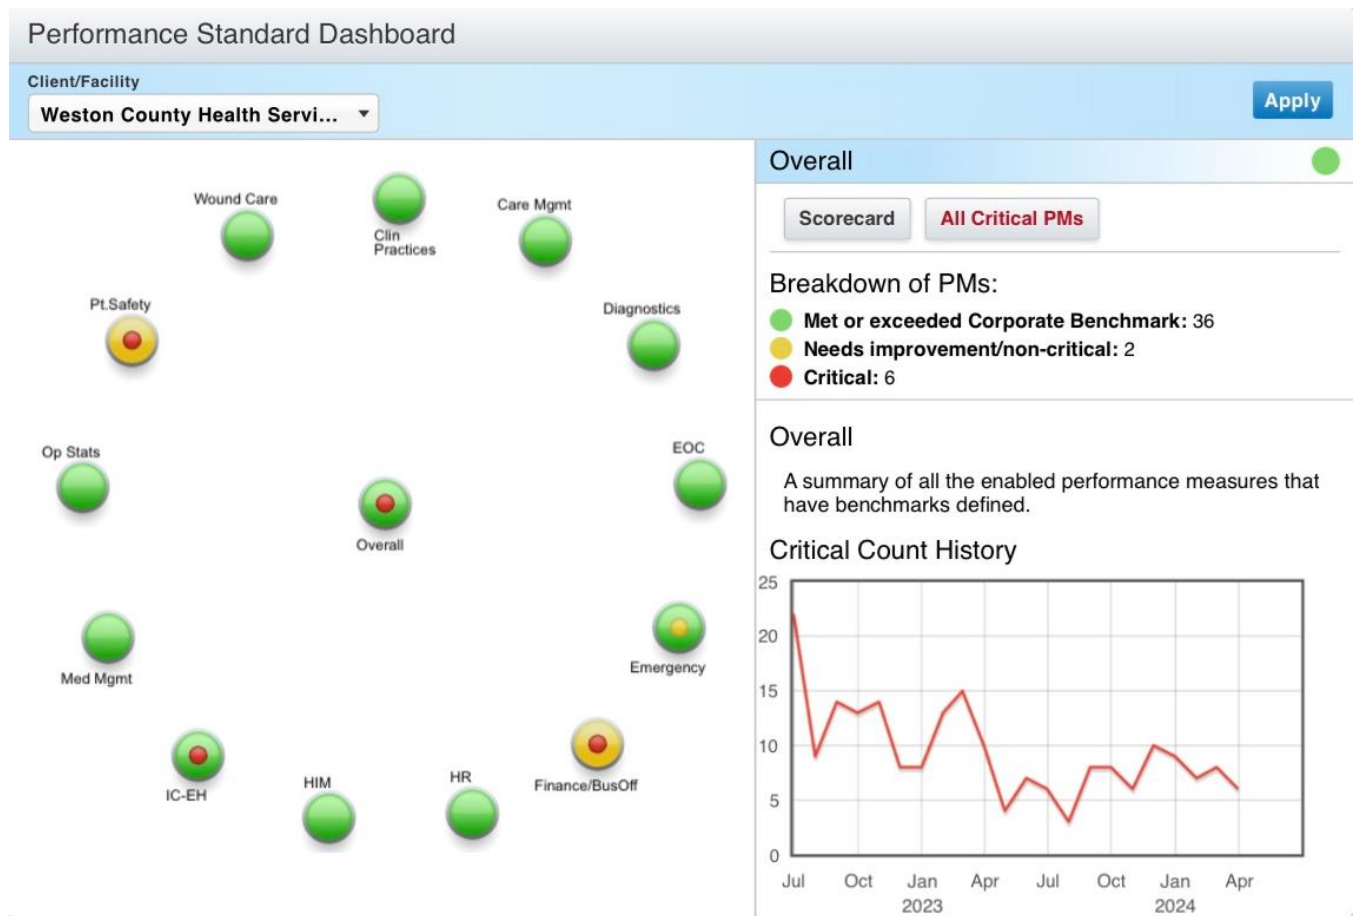 Performance Standard Dashboard
Client/Facility
Weston County Health Servi...
Apply
Wound Care
Clin
Practices
Care Mgmt
Pt.Safety
Diagnostics
Op Stats
EOC
Overall
Med Mgmt
Emergency
IC-EH
HIM
HR
Finance/BusOff
Overall
Scorecard
All Critical PMs
Breakdown of PMs:
Met or exceeded Corporate Benchmark: 36
Needs improvement/non-critical: 2
Critical: 6
Overall
A summary of all the enabled performance measures that
have benchmarks defined.
Critical Count History
25
20
15
10
5
0
Jul Oct Jan Apr Jul Oct Jan Apr
2023 2024